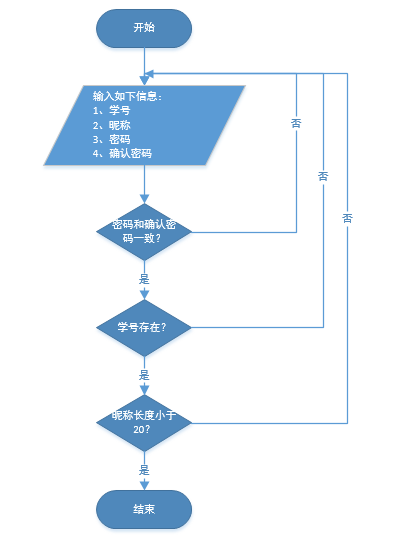 开始
输入如下信息：
1、学号
2、昵称
3、密码
4、确认密码
否
否
否
密码和确认密
码一致？
是
学号存在？
是
昵称长度小于
20？
是
结束